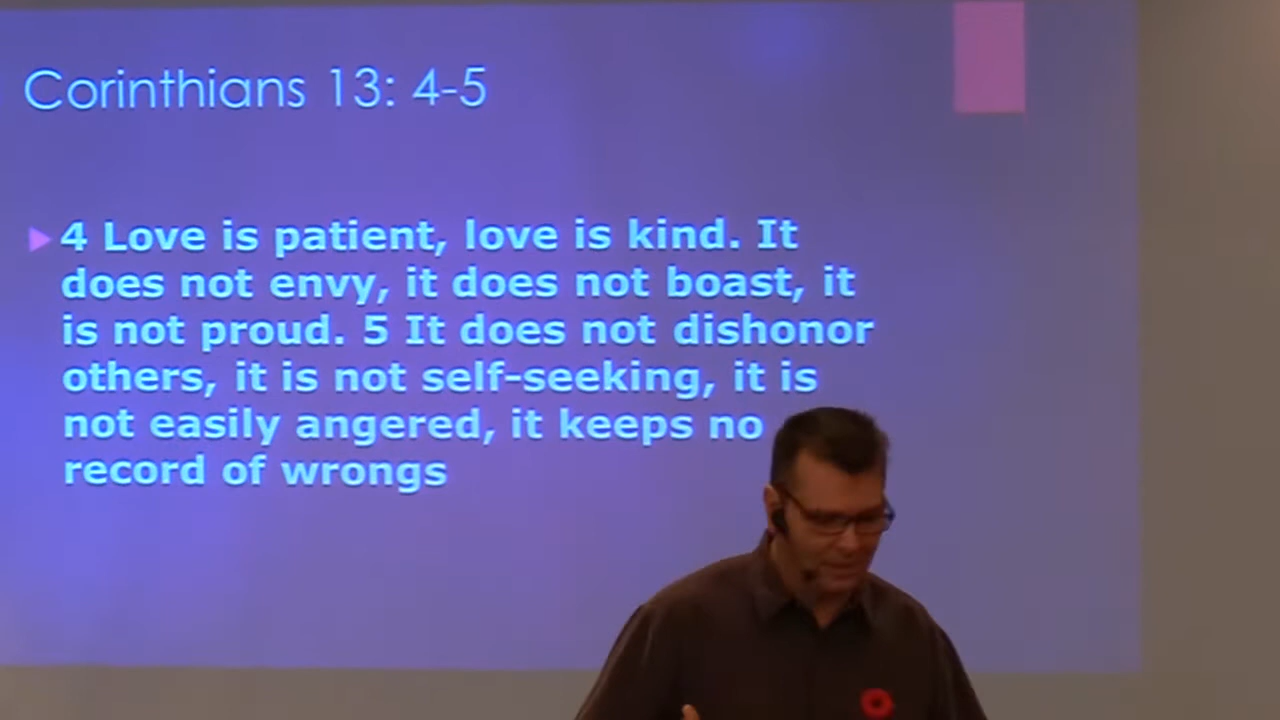 Corinthians 13: 4-5
4 Love is patient, love is kind. It
does not envy, it does not boast, it
is not proud. 5 It does not dishonor
others, it is not self-seeking, it is
not easily angered, it keeps no
record of wrongs